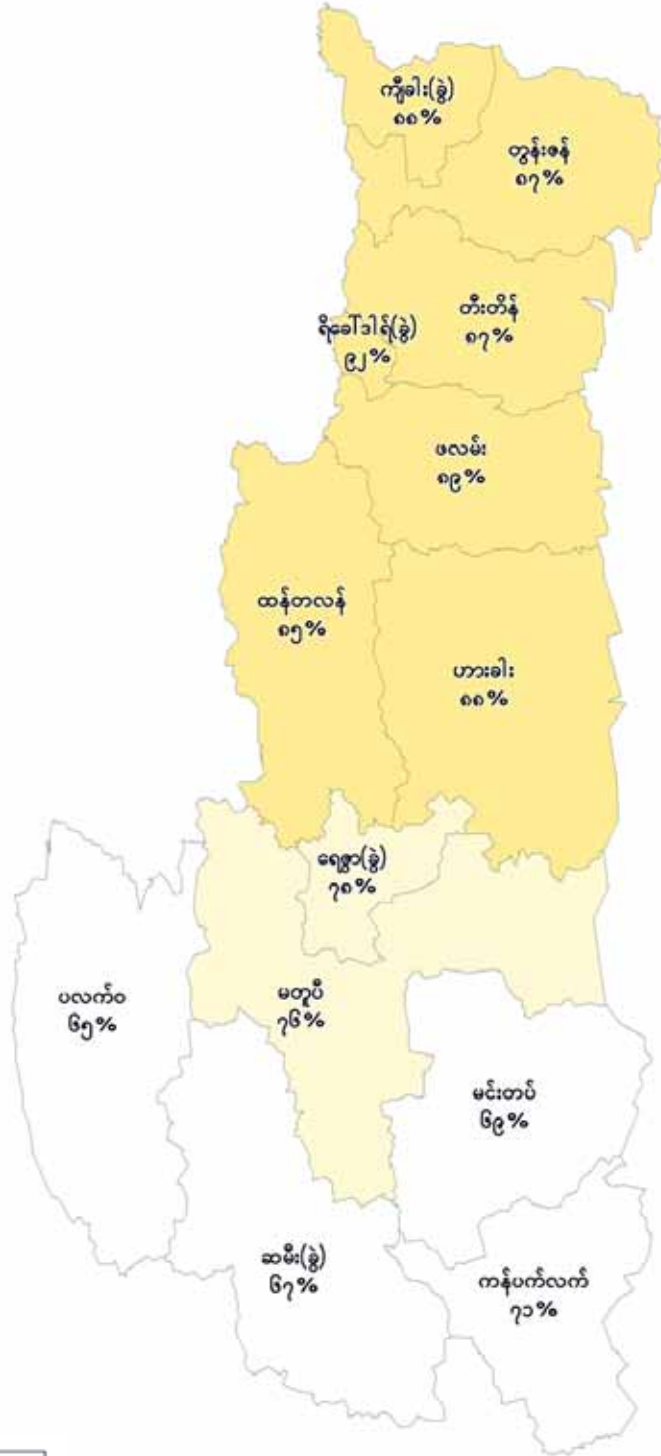 ကျီခါး(ခွဲ)
၈၈%
တွန်းဇန်
၈၇%
တီးတိန်
၈၇%
ရိခေါ်ဒါရ်(ခွဲ)
၉၂%
ဖလမ်း
၈၉%
ထန်တလန်
၈၅%
ဟားခါး
၈၈%
ရေဇွာ(ခွဲ)
၇၈%
ပလက်ဝ
၆၅%
မတူပီ
၇၆%
မင်းတပ်
၆၉%
ဆမီး(ခွဲ)
၆၇%
ကန်ပက်လက်
၇၁%